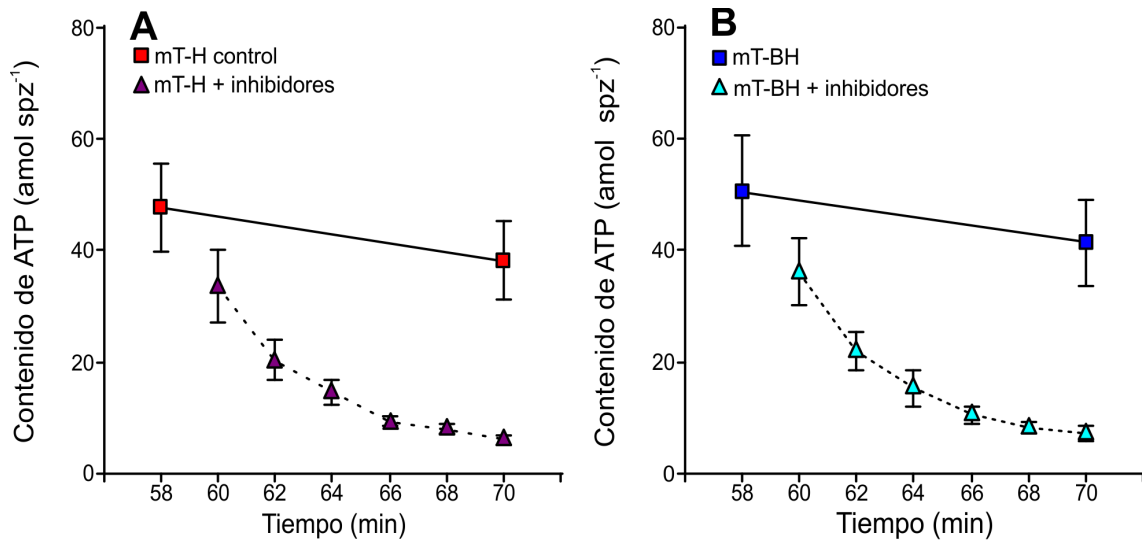 A
mT-H control
mT-H + inhibidores
Contenido de ATP (amol spz⁻¹)
80
60
40
20
0
58 60 62 64 66 68 70
Tiempo (min)
B
mT-BH
mT-BH + inhibidores
Contenido de ATP (amol spz⁻¹)
80
60
40
20
0
58 60 62 64 66 68 70
Tiempo (min)